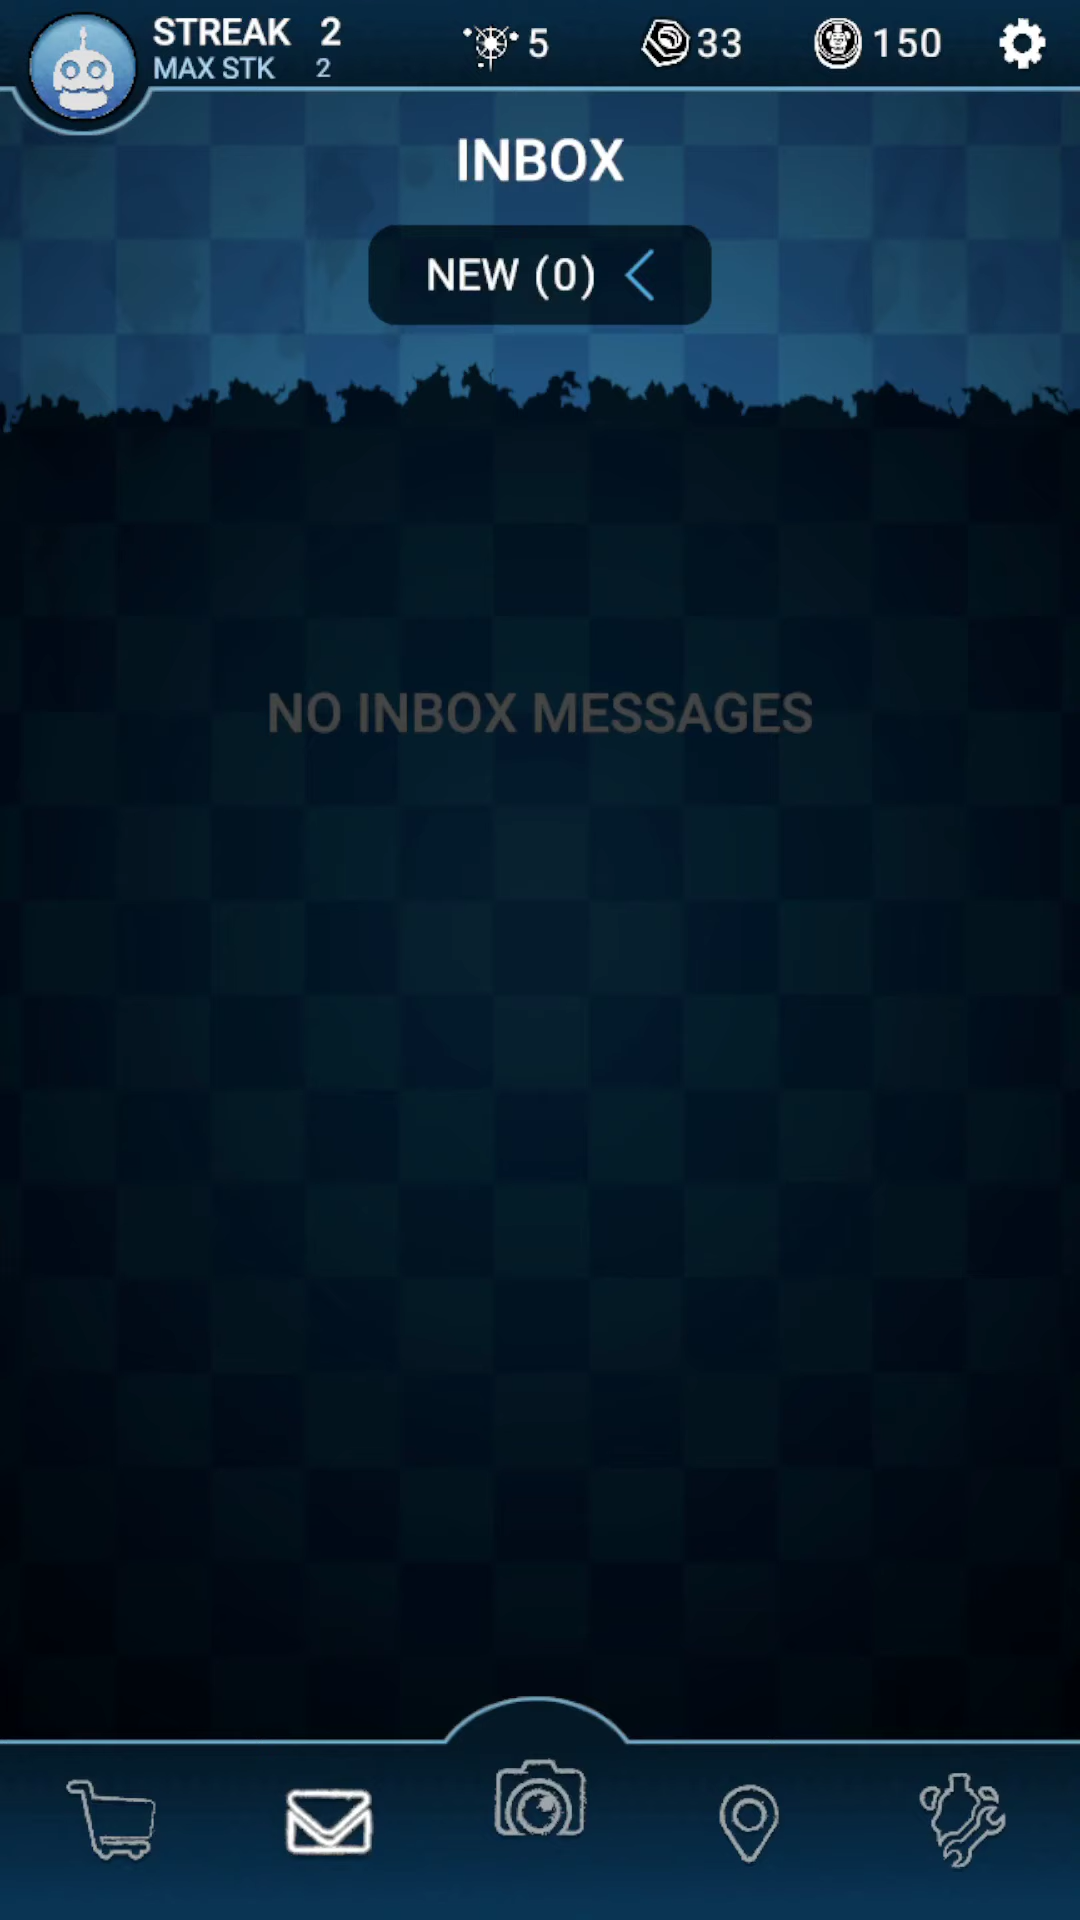 STREAK 2
MAX STK 2
5
33
150
INBOX
NEW (0)
NO INBOX MESSAGES